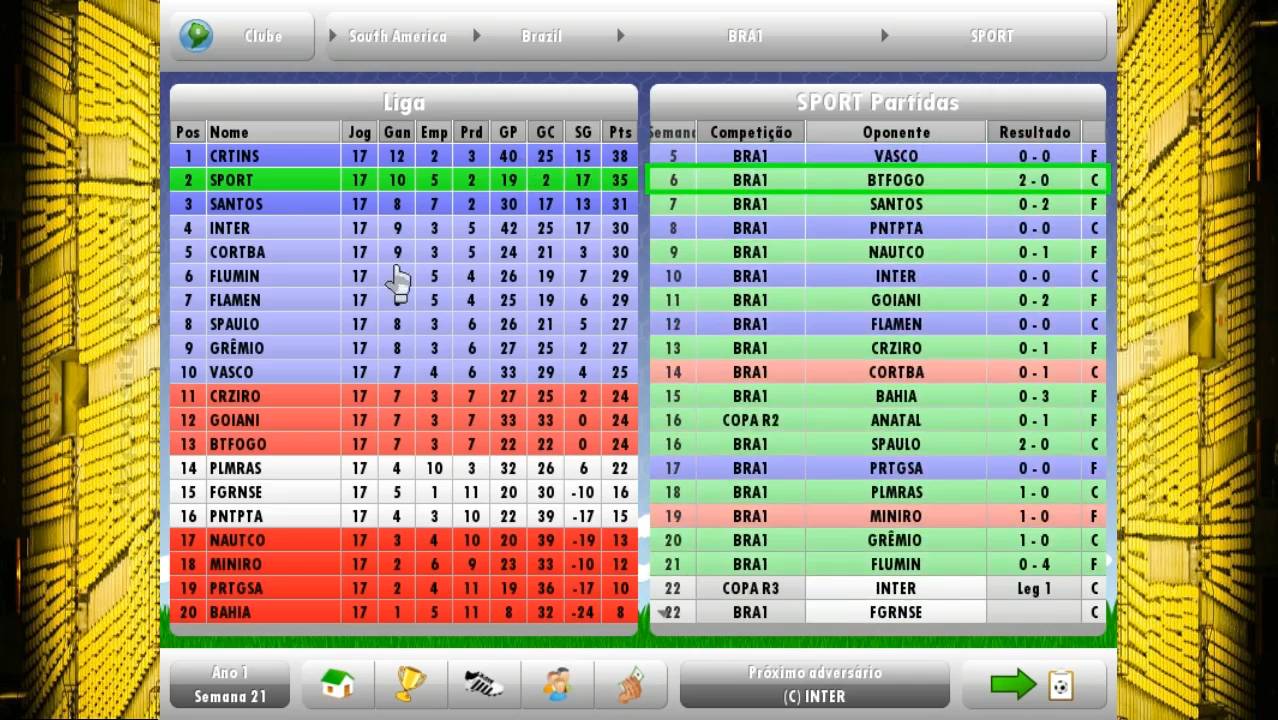 Clube South America Brazil BRA1 SPORT
Liga
Pos Nome Jog Gan Emp Prd GP GC SG Pts
1 CRTINS 17 12 2 3 40 25 15 38
2 SPORT 17 10 5 2 19 2 17 35
3 SANTOS 17 8 7 2 30 17 13 31
4 INTER 17 9 3 5 42 25 17 30
5 CORTBA 17 9 3 5 24 21 3 30
6 FLUMIN 17 5 4 26 19 7 29
7 FLAMEN 17 5 4 25 19 6 29
8 SPAULO 17 8 3 6 26 21 5 27
9 GRÊMIO 17 8 3 6 27 25 2 27
10 VASCO 17 7 4 6 33 29 4 25
11 CRZIRO 17 7 3 7 27 25 2 24
12 GOIANI 17 7 3 7 33 33 0 24
13 BTFOGO 17 7 3 7 22 22 0 24
14 PLMRAS 17 4 10 3 32 26 6 22
15 FGRNSE 17 5 1 11 20 30 -10 16
16 PNTPTA 17 4 3 10 22 39 -17 15
17 NAUTCO 17 3 4 10 20 39 -19 13
18 MINIRO 17 2 6 9 23 33 -10 12
19 PRTGSA 17 2 4 11 19 36 -17 10
20 BAHIA 17 1 5 11 8 32 -24 8
SPORT Partidas
Semana Competição Oponente Resultado
5 BRA1 VASCO 0 - 0 F
6 BRA1 BTFOGO 2 - 0 C
7 BRA1 SANTOS 0 - 2 F
8 BRA1 PNTPTA 0 - 0 C
9 BRA1 NAUTCO 0 - 1 F
10 BRA1 INTER 0 - 0 C
11 BRA1 GOIANI 0 - 2 F
12 BRA1 FLAMEN 0 - 0 C
13 BRA1 CRZIRO 0 - 1 F
14 BRA1 CORTBA 0 - 1 C
15 BRA1 BAHIA 0 - 3 F
16 COPA R2 ANATAL 0 - 1 F
16 BRA1 SPAULO 2 - 0 C
17 BRA1 PRTGSA 0 - 0 F
18 BRA1 PLMRAS 1 - 0 C
19 BRA1 MINIRO 1 - 0 F
20 BRA1 GRÊMIO 1 - 0 C
21 BRA1 FLUMIN 0 - 4 F
22 COPA R3 INTER Leg 1 C
22 BRA1 FGRNSE C
Ano 1
Semana 21
Próximo adversário
(C) INTER